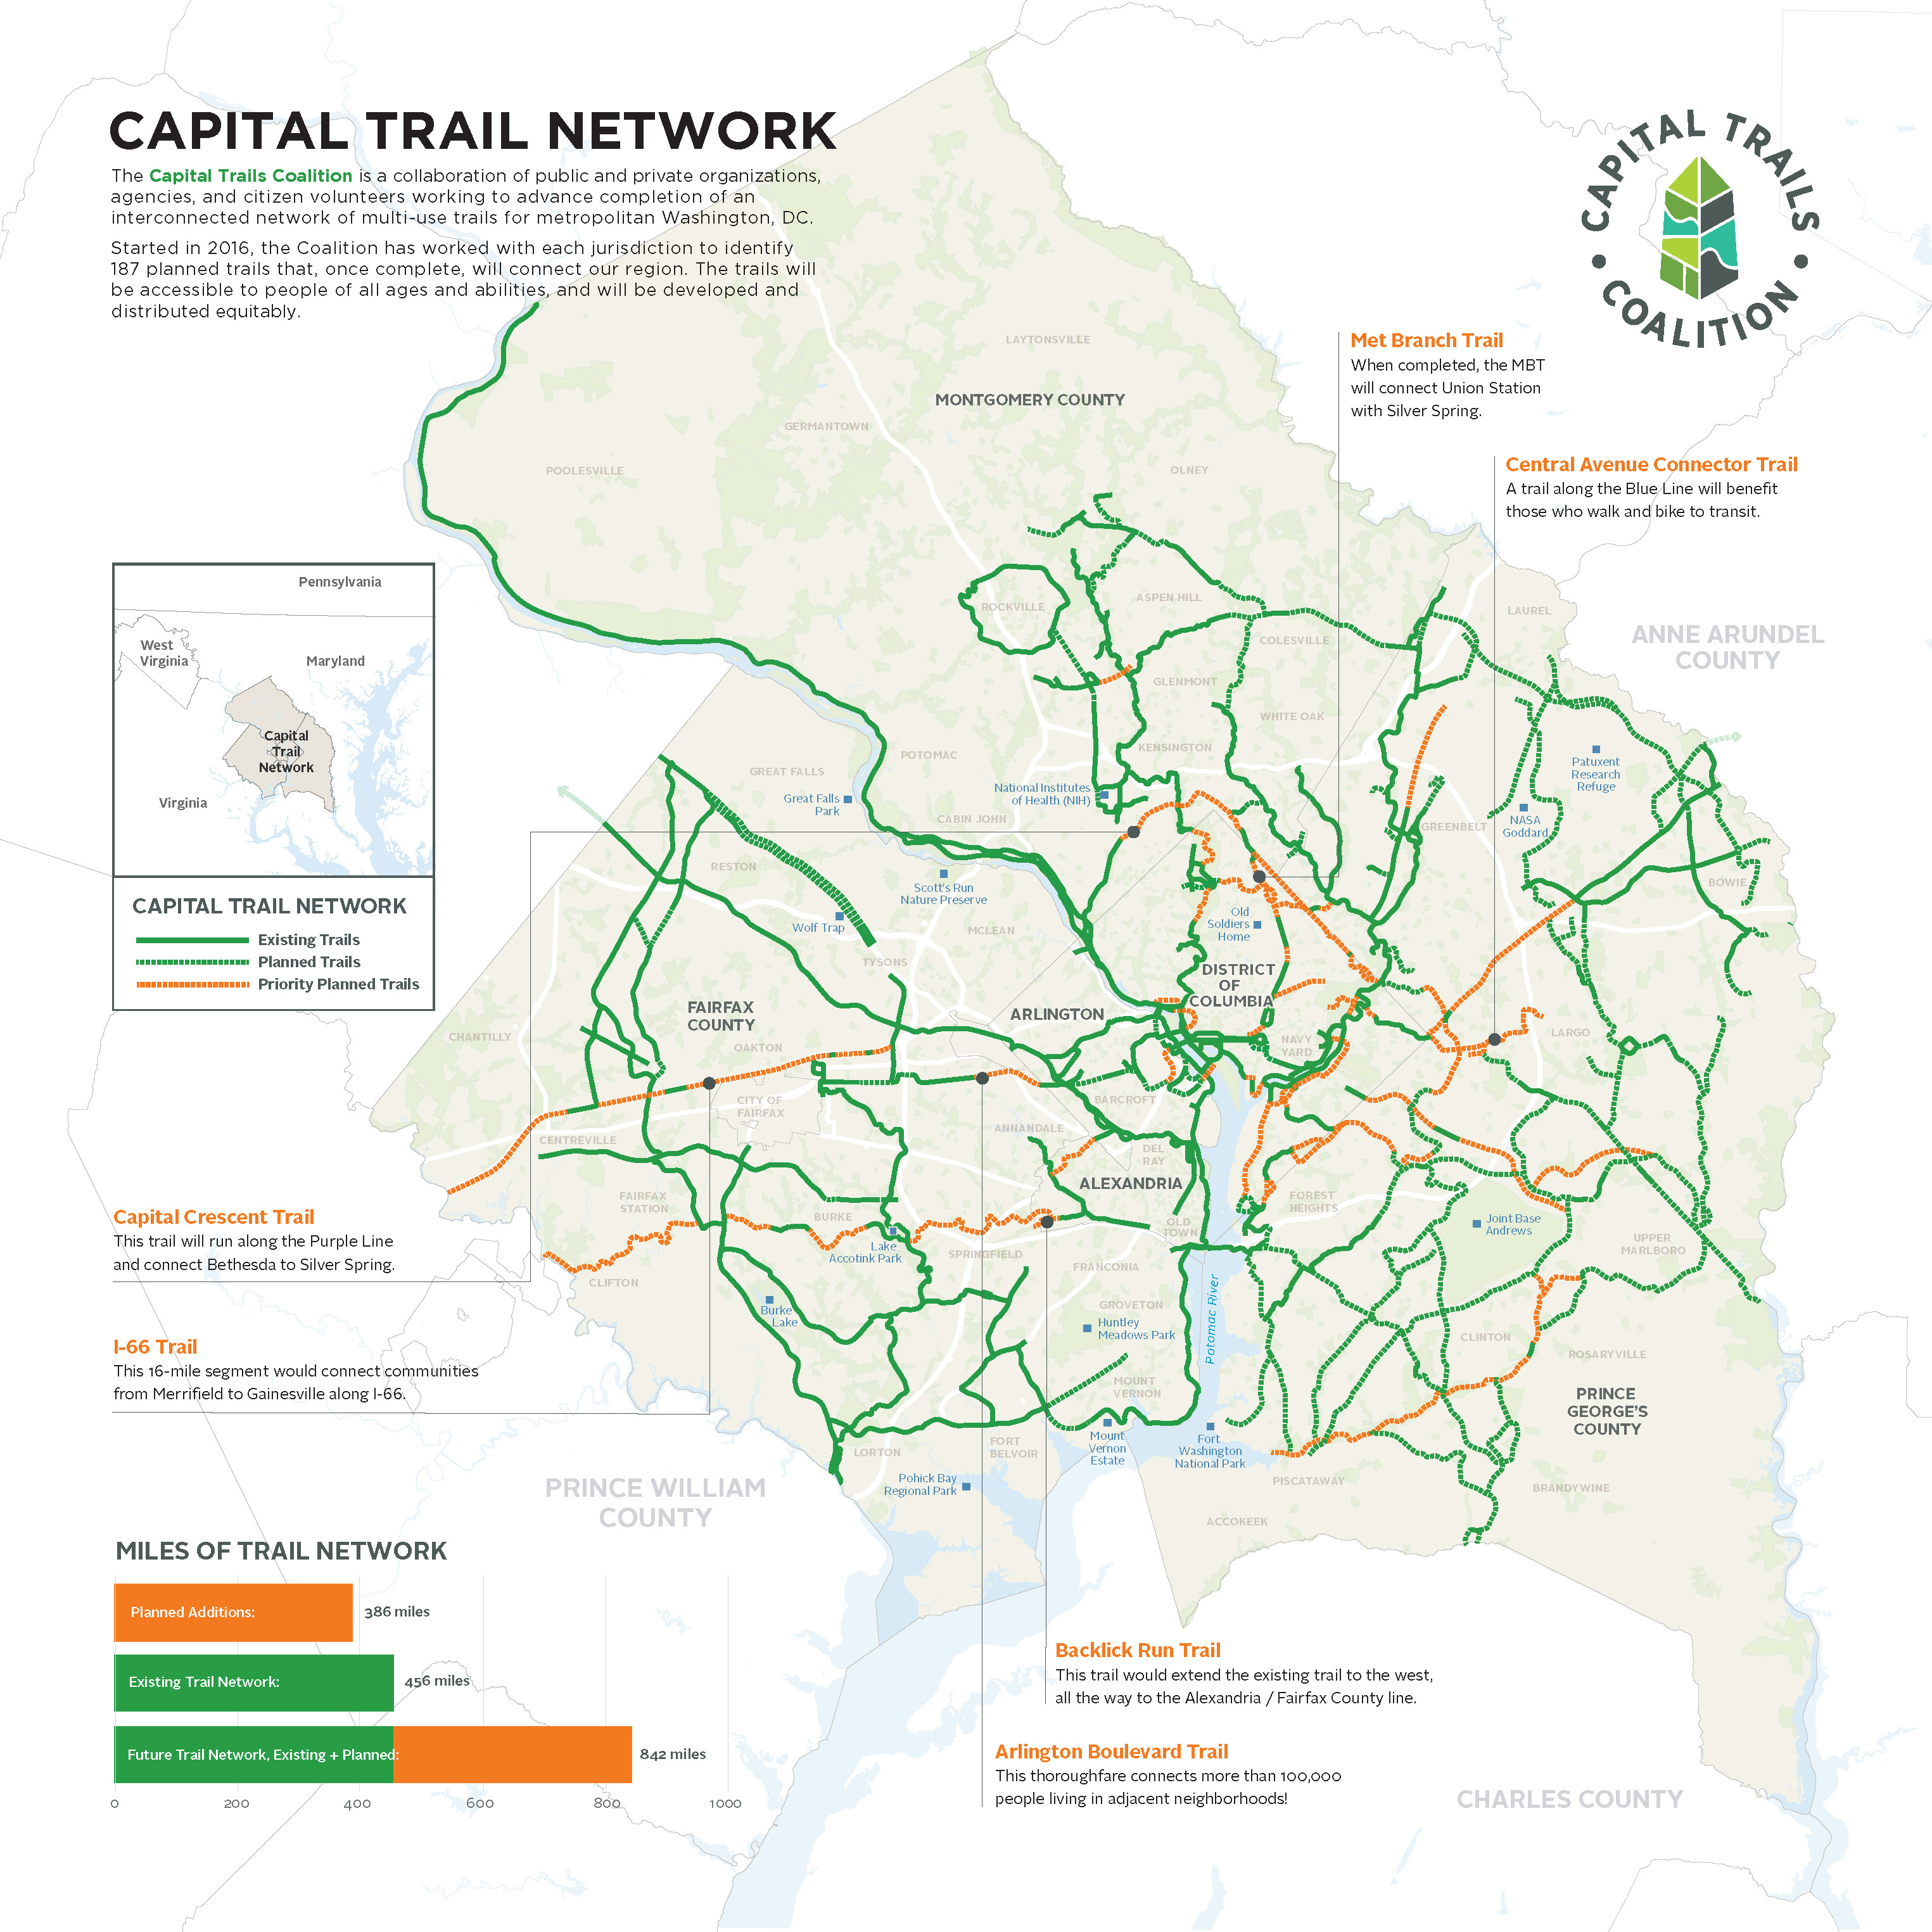 CAPITAL TRAIL NETWORK
The Capital Trails Coalition is a collaboration of public and private organizations,
agencies, and citizen volunteers working to advance completion of an
interconnected network of multi-use trails for metropolitan Washington, DC.
Started in 2016, the Coalition has worked with each jurisdiction to identify
187 planned trails that, once complete, will connect our region. The trails will
be accessible to people of all ages and abilities, and will be developed and
distributed equitably.
CAPITAL TRAILS
COALITION
Met Branch Trail
When completed, the MBT
will connect Union Station
with Silver Spring.
Central Avenue Connector Trail
A trail along the Blue Line will benefit
those who walk and bike to transit.
Pennsylvania
West
Virginia
Maryland
Capital
Trail
Network
Virginia
CAPITAL TRAIL NETWORK
Existing Trails
Planned Trails
Priority Planned Trails
LAYTONSVILLE
MONTGOMERY COUNTY
GERMANTOWN
POOLESVILLE
OLNEY
ROCKVILLE
ASPEN HILL
COLESVILLE
LAUREL
ANNE ARUNDEL
COUNTY
GLENMONT
WHITE OAK
KENSINGTON
POTOMAC
GREAT FALLS
Great Falls
Park
National Institutes
of Health (NIH)
CABIN JOHN
Patuxent
Research
Refuge
NASA
Goddard
GREENBELT
BOWIE
RESTON
Scott's Run
Nature Preserve
Wolf Trap
MCLEAN
TYSONS
Old
Soldiers
Home
DISTRICT
OF
COLUMBIA
FAIRFAX
COUNTY
ARLINGTON
CHANTILLY
OAKTON
NAVY
YARD
LARGO
CITY OF
FAIRFAX
BARCROFT
CENTREVILLE
ANNANDALE
DEL
RAY
ALEXANDRIA
FAIRFAX
STATION
BURKE
FOREST
HEIGHTS
Joint Base
Andrews
OLD
TOWN
UPPER
MARLBORO
Lake
Accotink Park
SPRINGFIELD
FRANCONIA
CLIFTON
Burke
Lake
GROVETON
Huntley
Meadows Park
Potomac River
CLINTON
ROSARYVILLE
MOUNT
VERNON
PRINCE
GEORGE'S
COUNTY
Mount
Vernon
Estate
Fort
Washington
National Park
LORTON
FORT
BELVOIR
Pohick Bay
Regional Park
PISCATAWAY
BRANDYWINE
ACCOKEEK
PRINCE WILLIAM
COUNTY
CHARLES COUNTY
Capital Crescent Trail
This trail will run along the Purple Line
and connect Bethesda to Silver Spring.
I-66 Trail
This 16-mile segment would connect communities
from Merrifield to Gainesville along I-66.
Backlick Run Trail
This trail would extend the existing trail to the west,
all the way to the Alexandria / Fairfax County line.
Arlington Boulevard Trail
This thoroughfare connects more than 100,000
people living in adjacent neighborhoods!
MILES OF TRAIL NETWORK
Planned Additions:
386 miles
Existing Trail Network:
456 miles
Future Trail Network, Existing + Planned:
842 miles
0 200 400 600 800 1000